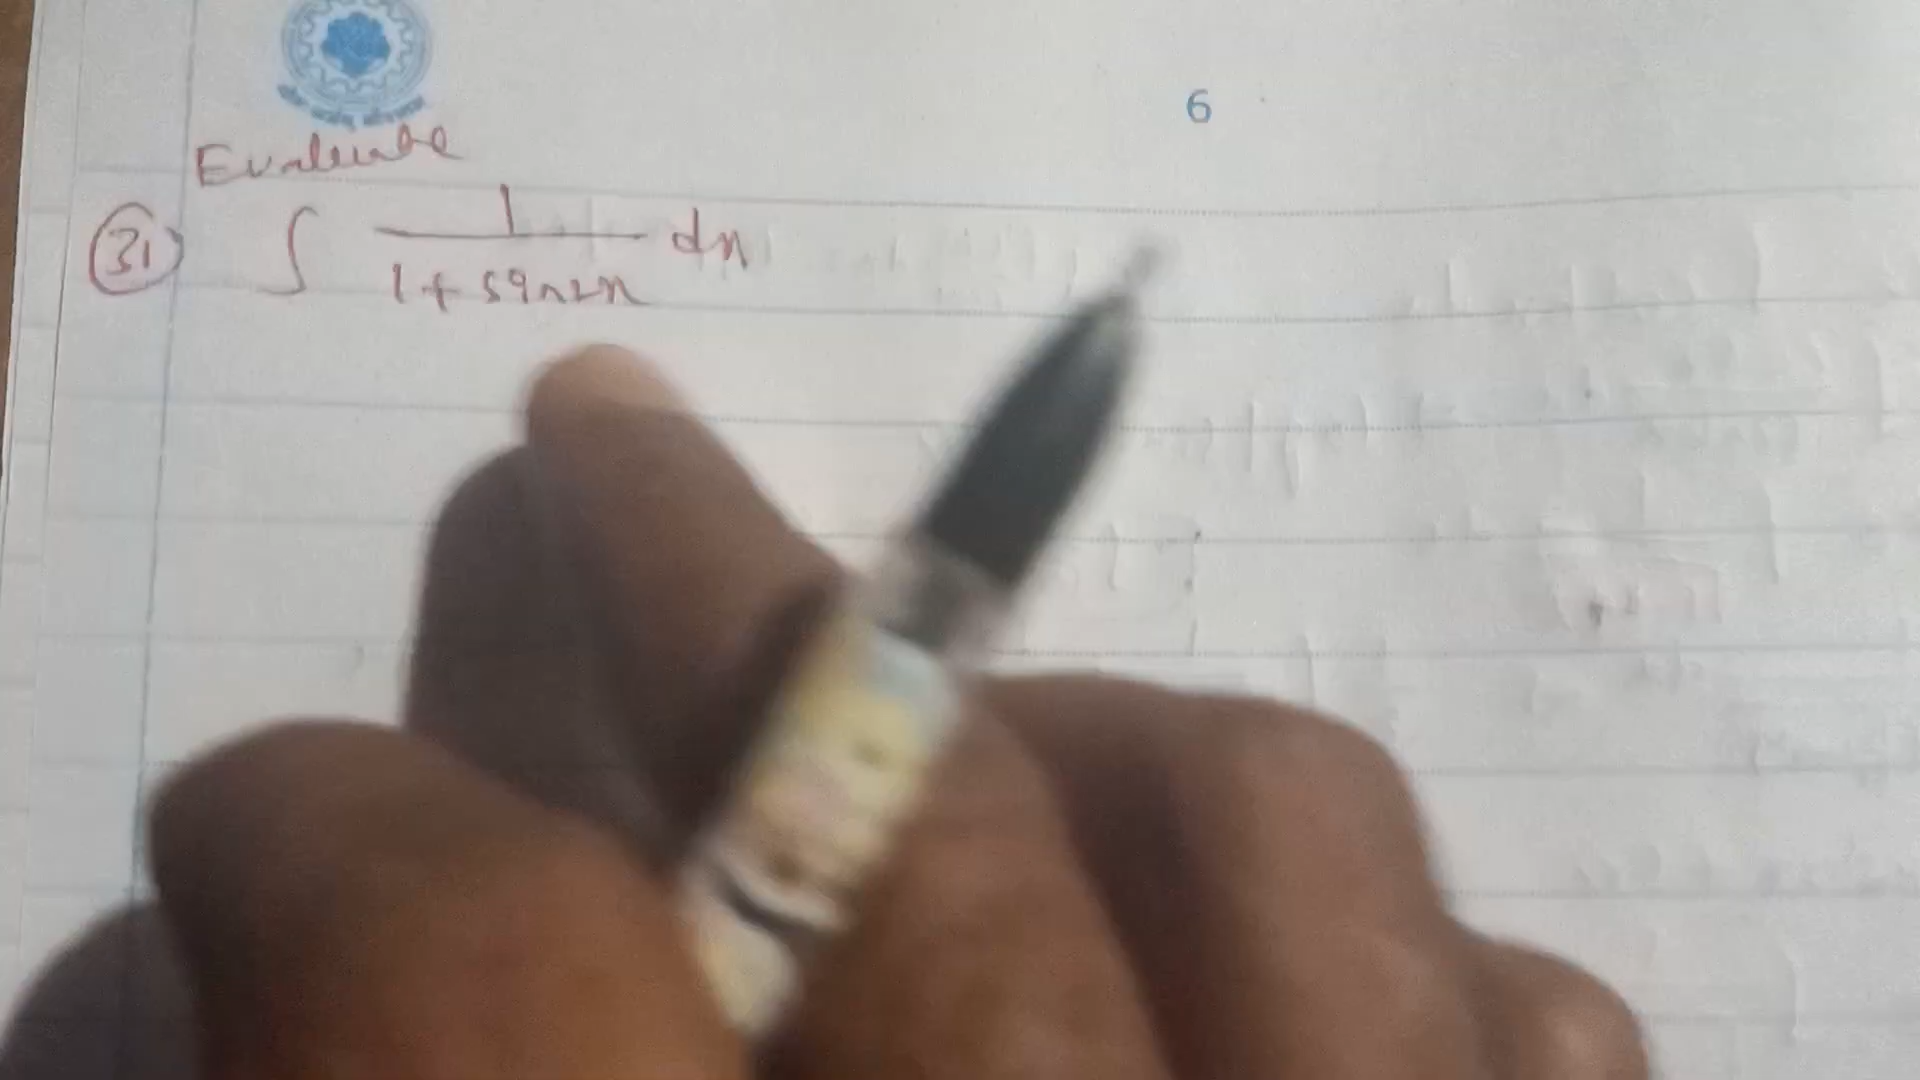 6
Evaluate
31 ∫ 1/(1 + sin2x) dx